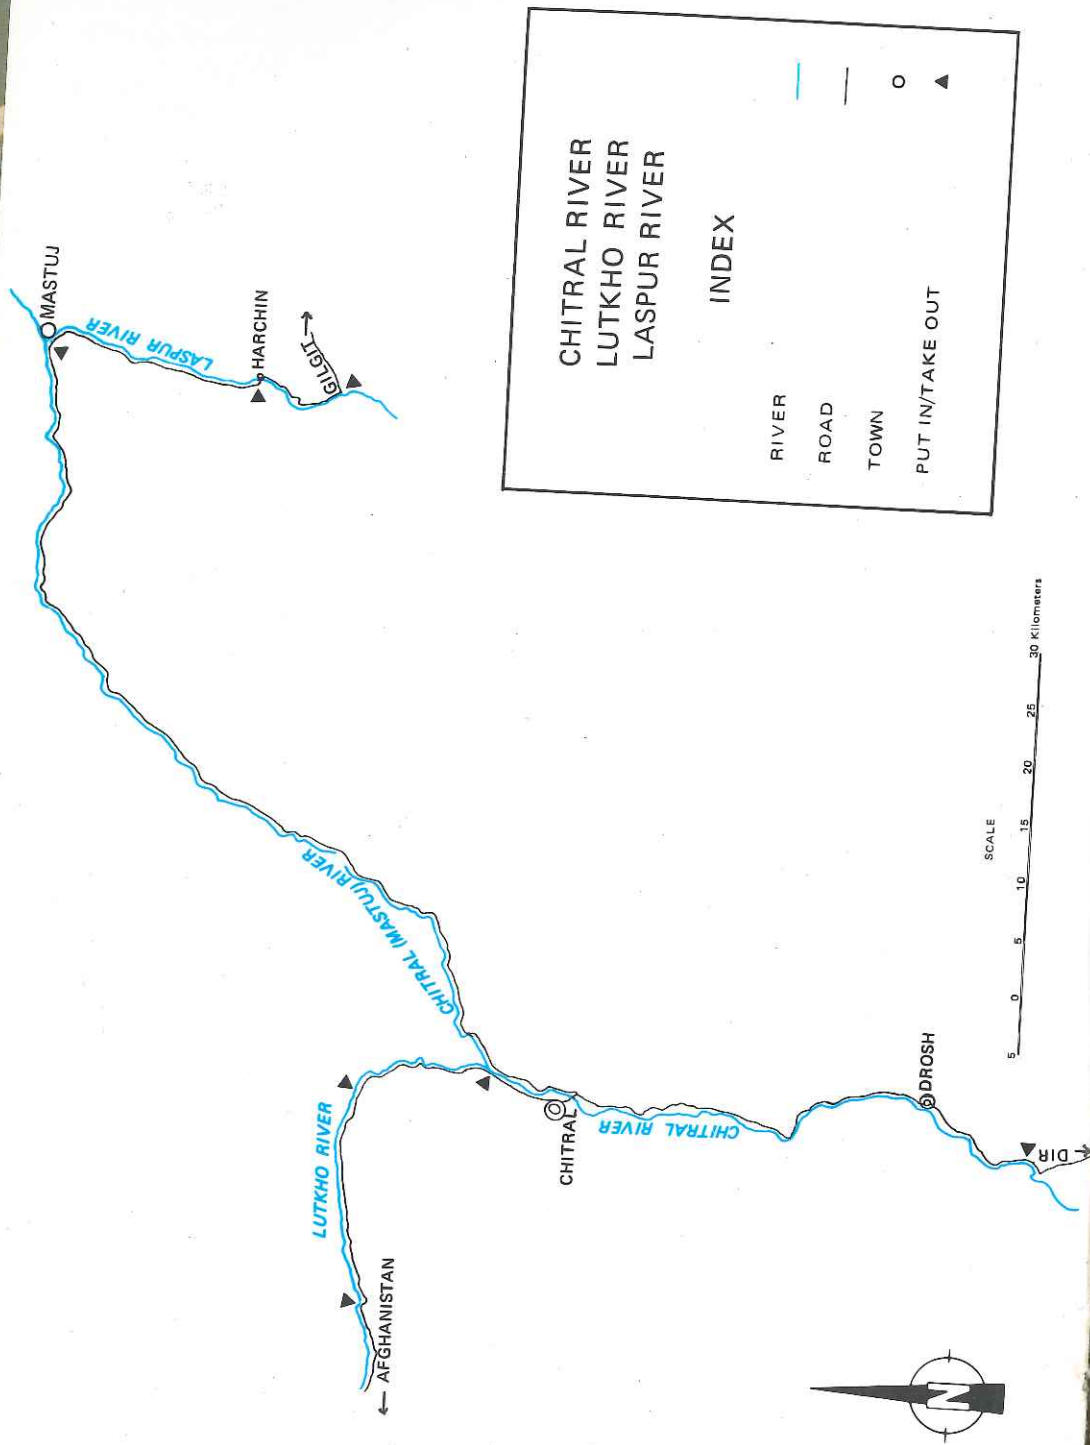 CHITRAL RIVER
LUTKHO RIVER
LASPUR RIVER
INDEX
RIVER
ROAD
TOWN
PUT IN/TAKE OUT
MASTUJ
LASPUR RIVER
HARCHIN
GILGIT
CHITRAL (MASTUJ) RIVER
LUTKHO RIVER
AFGHANISTAN
CHITRAL
CHITRAL RIVER
DROSH
DIR
SCALE
5 0 5 10 15 20 25 30 Kilometers
N